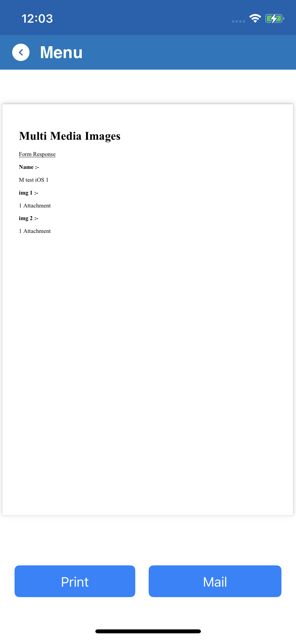 12:03
Menu
Multi Media Images
Form Response
Name :-
M test iOS 1
img 1 :-
1 Attachment
img 2 :-
1 Attachment
Print
Mail